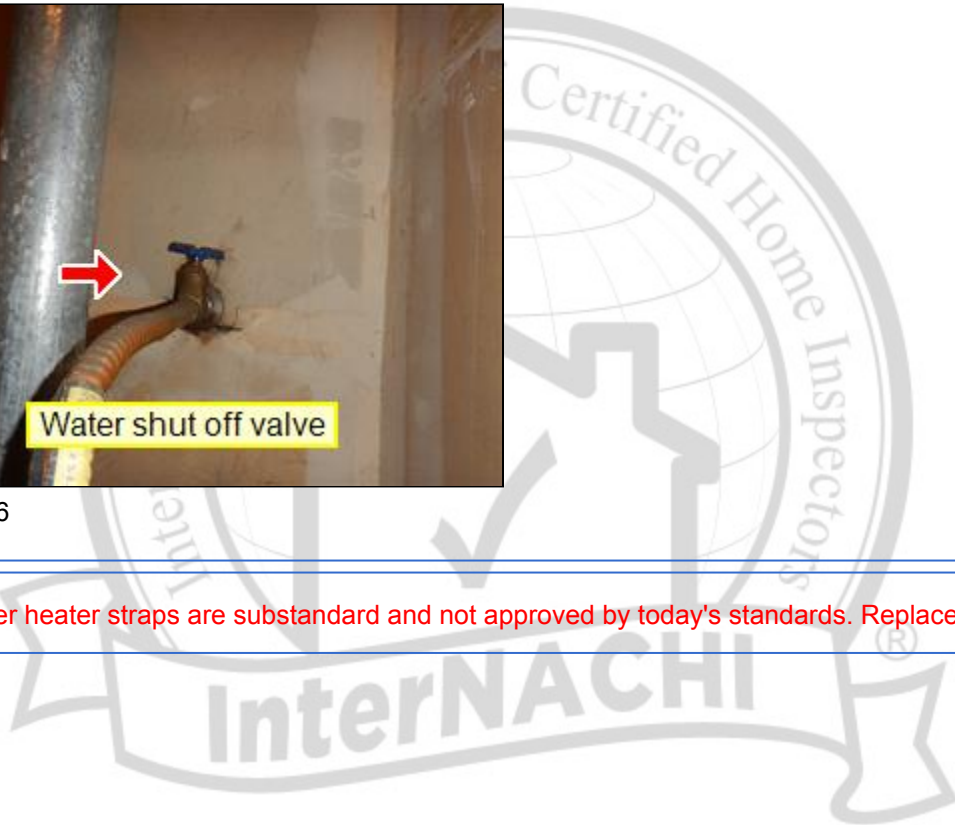 Water shut off valve
6
er heater straps are substandard and not approved by today's standards. Replace
Certified Home Inspectors
Inter
InterNACHI
®